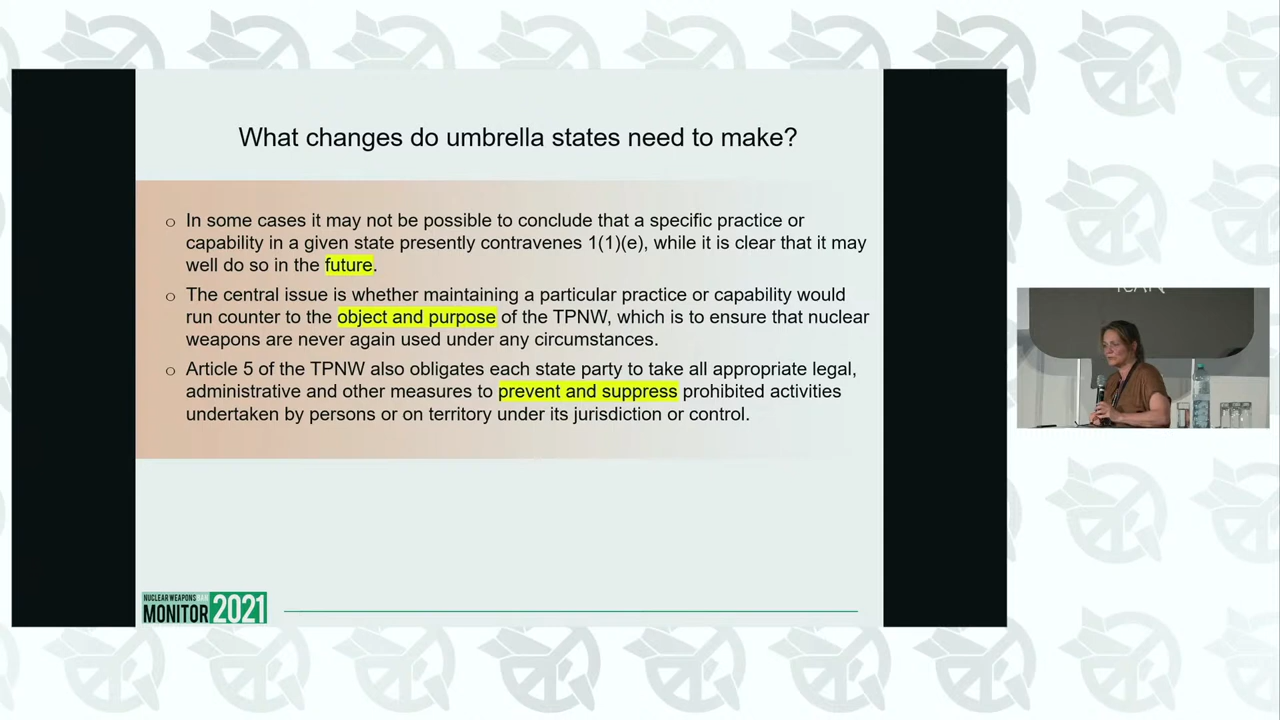 What changes do umbrella states need to make?
o In some cases it may not be possible to conclude that a specific practice or
capability in a given state presently contravenes 1(1)(e), while it is clear that it may
well do so in the future.
o The central issue is whether maintaining a particular practice or capability would
run counter to the object and purpose of the TPNW, which is to ensure that nuclear
weapons are never again used under any circumstances.
o Article 5 of the TPNW also obligates each state party to take all appropriate legal,
administrative and other measures to prevent and suppress prohibited activities
undertaken by persons or on territory under its jurisdiction or control.
NUCLEAR WEAPONS BAN
MONITOR 2021
ICAN